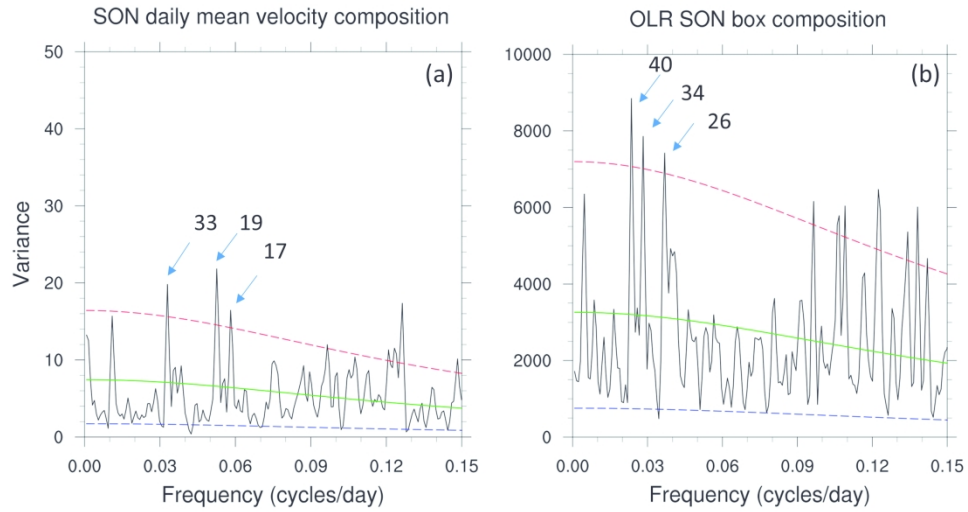 SON daily mean velocity composition
50
40
30
20
10
0
Variance
(a)
33
19
17
0.00 0.03 0.06 0.09 0.12 0.15
Frequency (cycles/day)
OLR SON box composition
10000
8000
6000
4000
2000
0
(b)
40
34
26
0.00 0.03 0.06 0.09 0.12 0.15
Frequency (cycles/day)